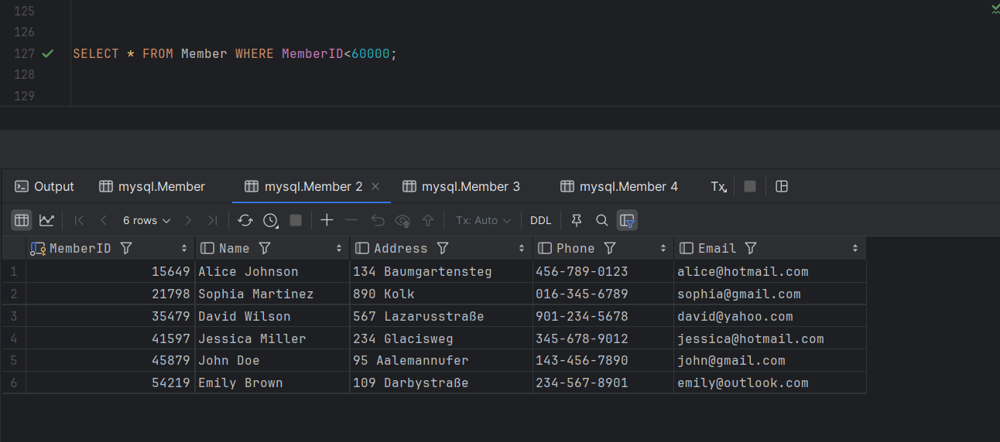 125
126
127 SELECT * FROM Member WHERE MemberID<60000;
128
129
Output mysql.Member mysql.Member 2 mysql.Member 3 mysql.Member 4 Tx
6 rows Tx: Auto DDL
MemberID Name Address Phone Email
1 15649 Alice Johnson 134 Baumgartensteg 456-789-0123 alice@hotmail.com
2 21798 Sophia Martinez 890 Kolk 016-345-6789 sophia@gmail.com
3 35479 David Wilson 567 Lazarusstraße 901-234-5678 david@yahoo.com
4 41597 Jessica Miller 234 Glacisweg 345-678-9012 jessica@hotmail.com
5 45879 John Doe 95 Aalemannufer 143-456-7890 john@gmail.com
6 54219 Emily Brown 109 Darbystraße 234-567-8901 emily@outlook.com